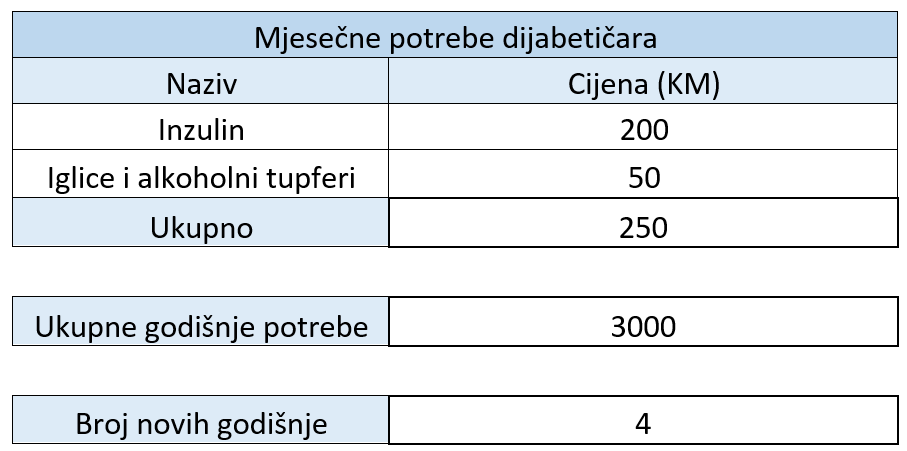 Mjesečne potrebe dijabetičara
Naziv Cijena (KM)
Inzulin 200
Iglice i alkoholni tupferi 50
Ukupno 250
Ukupne godišnje potrebe 3000
Broj novih godišnje 4